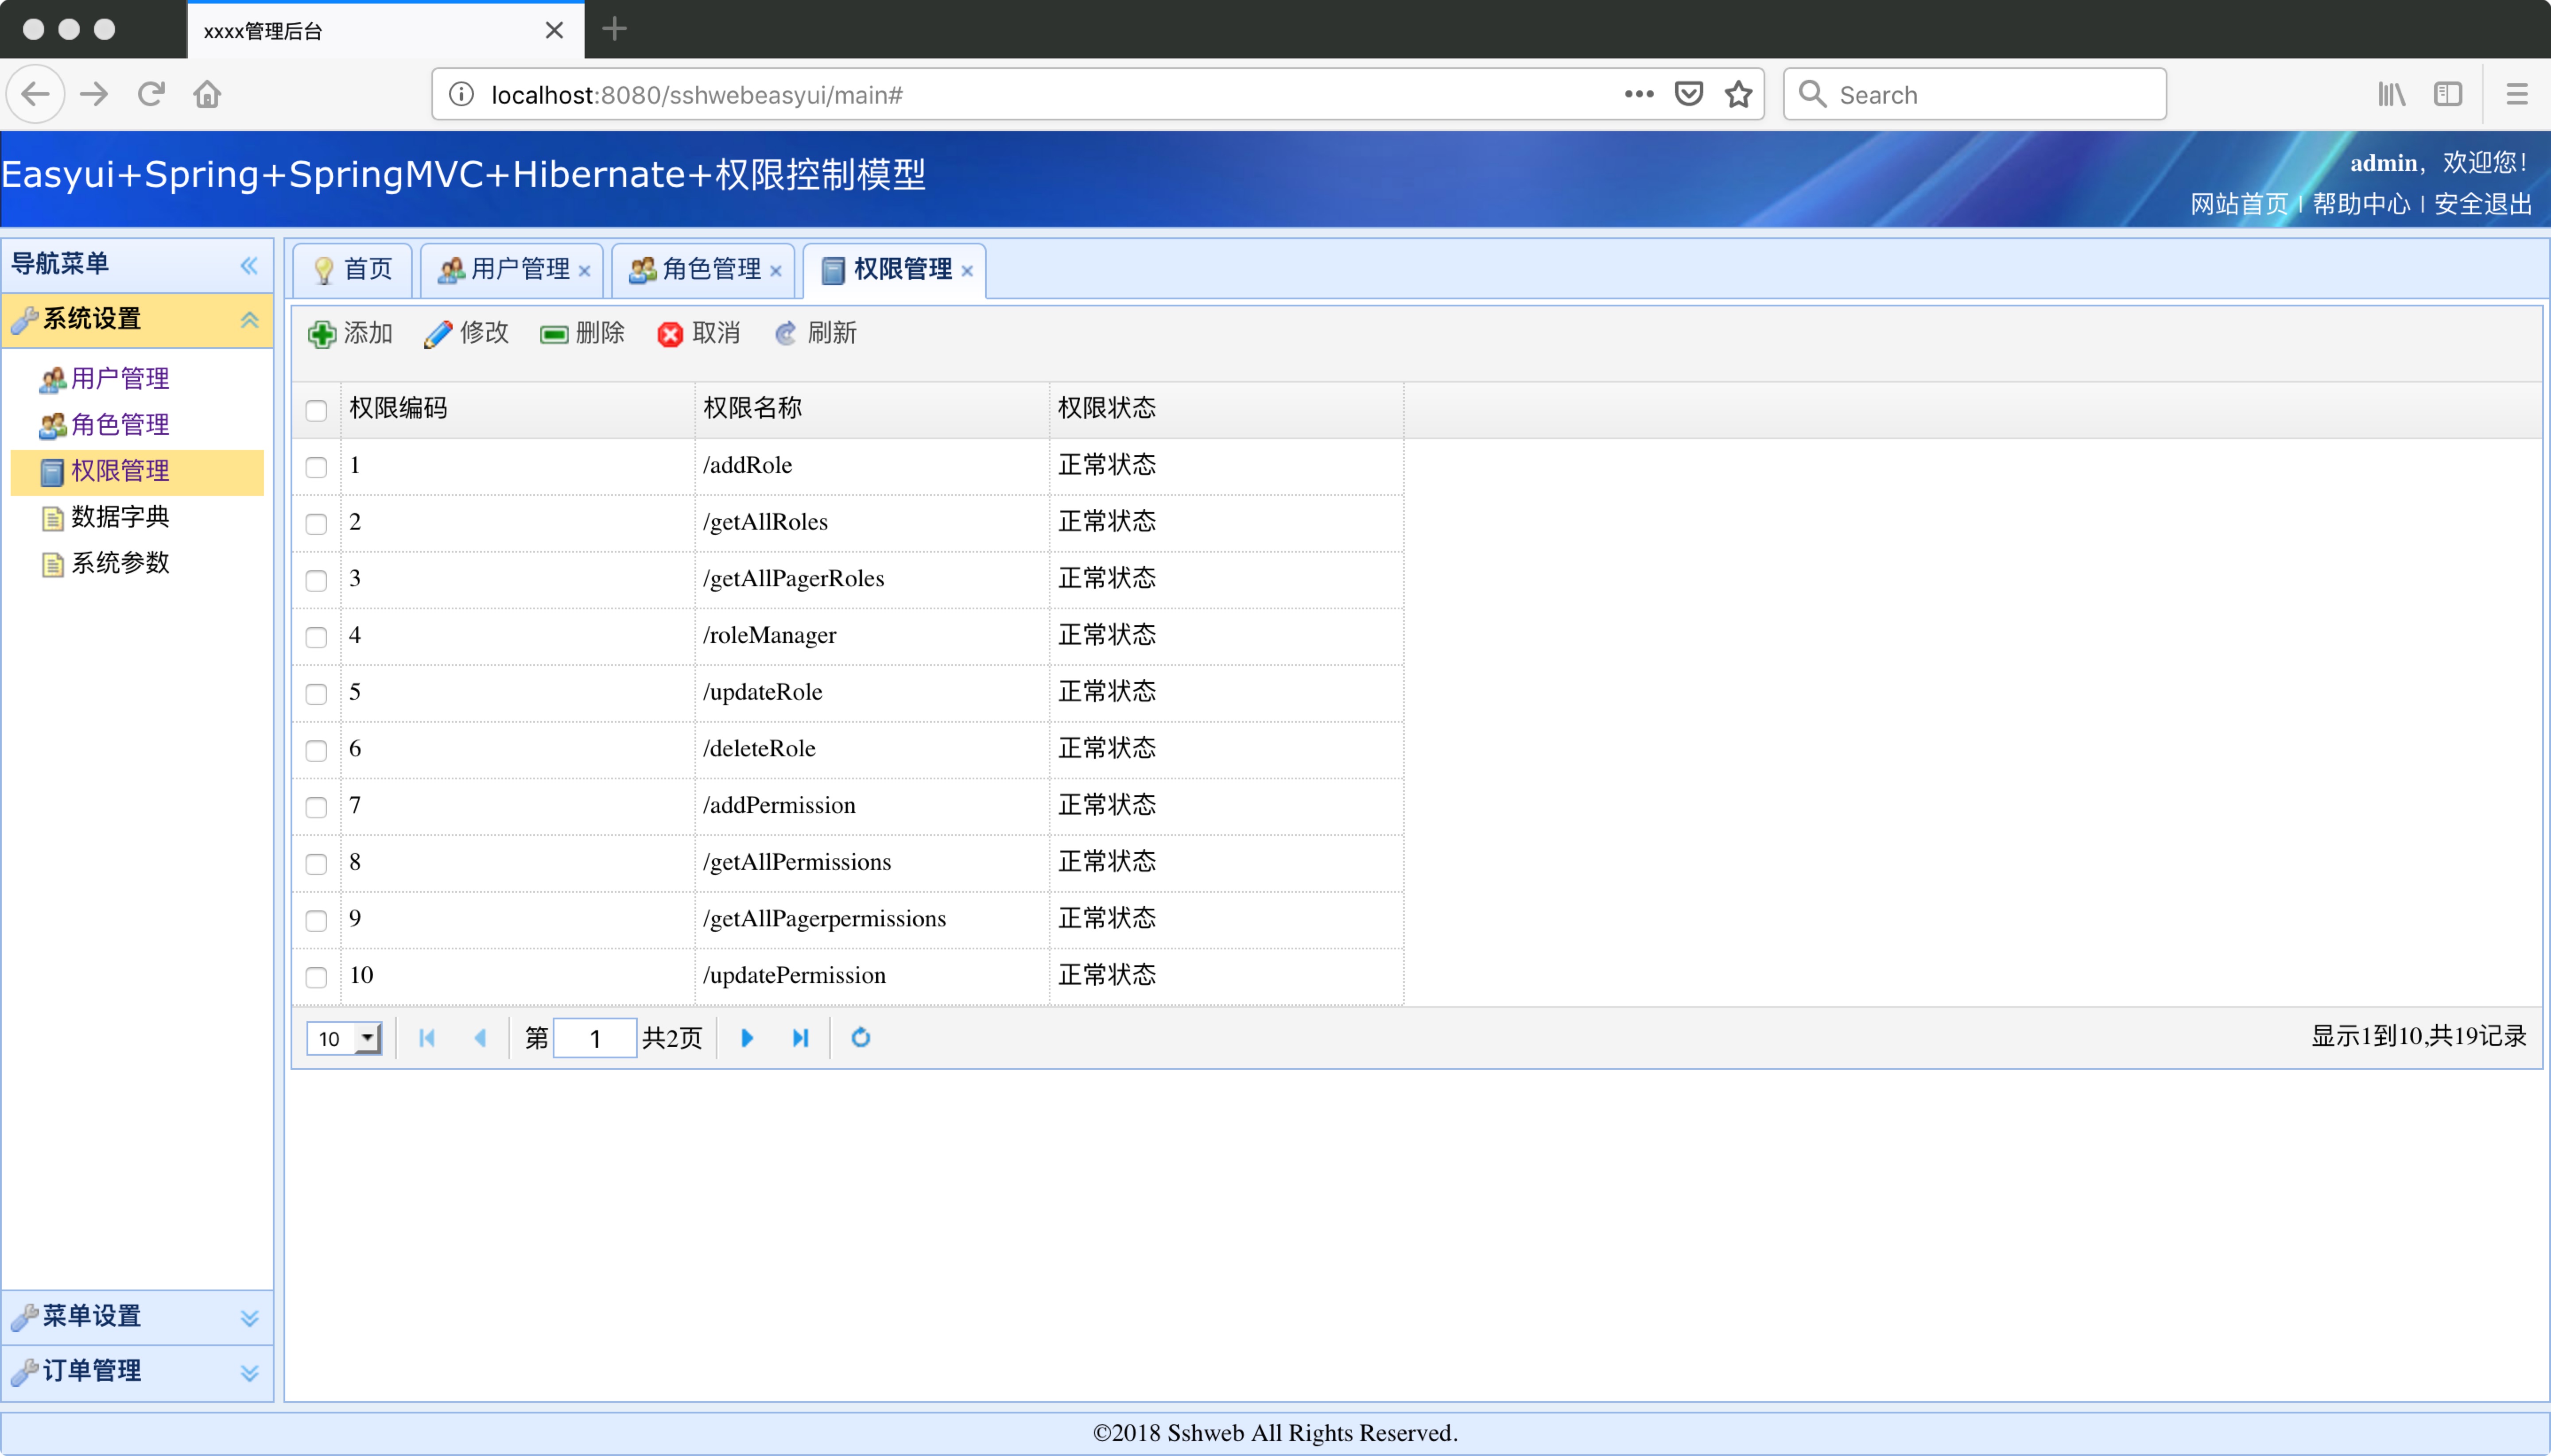 xxxx管理后台
localhost:8080/sshwebeasyui/main#
Search
Easyui+Spring+SpringMVC+Hibernate+权限控制模型
admin，欢迎您！
网站首页 | 帮助中心 | 安全退出
导航菜单
系统设置
用户管理
角色管理
权限管理
数据字典
系统参数
菜单设置
订单管理
首页 用户管理 角色管理 权限管理
添加 修改 删除 取消 刷新
权限编码 权限名称 权限状态
1 /addRole 正常状态
2 /getAllRoles 正常状态
3 /getAllPagerRoles 正常状态
4 /roleManager 正常状态
5 /updateRole 正常状态
6 /deleteRole 正常状态
7 /addPermission 正常状态
8 /getAllPermissions 正常状态
9 /getAllPagerpermissions 正常状态
10 /updatePermission 正常状态
10 第 1 共2页 显示1到10,共19记录
©2018 Sshweb All Rights Reserved.